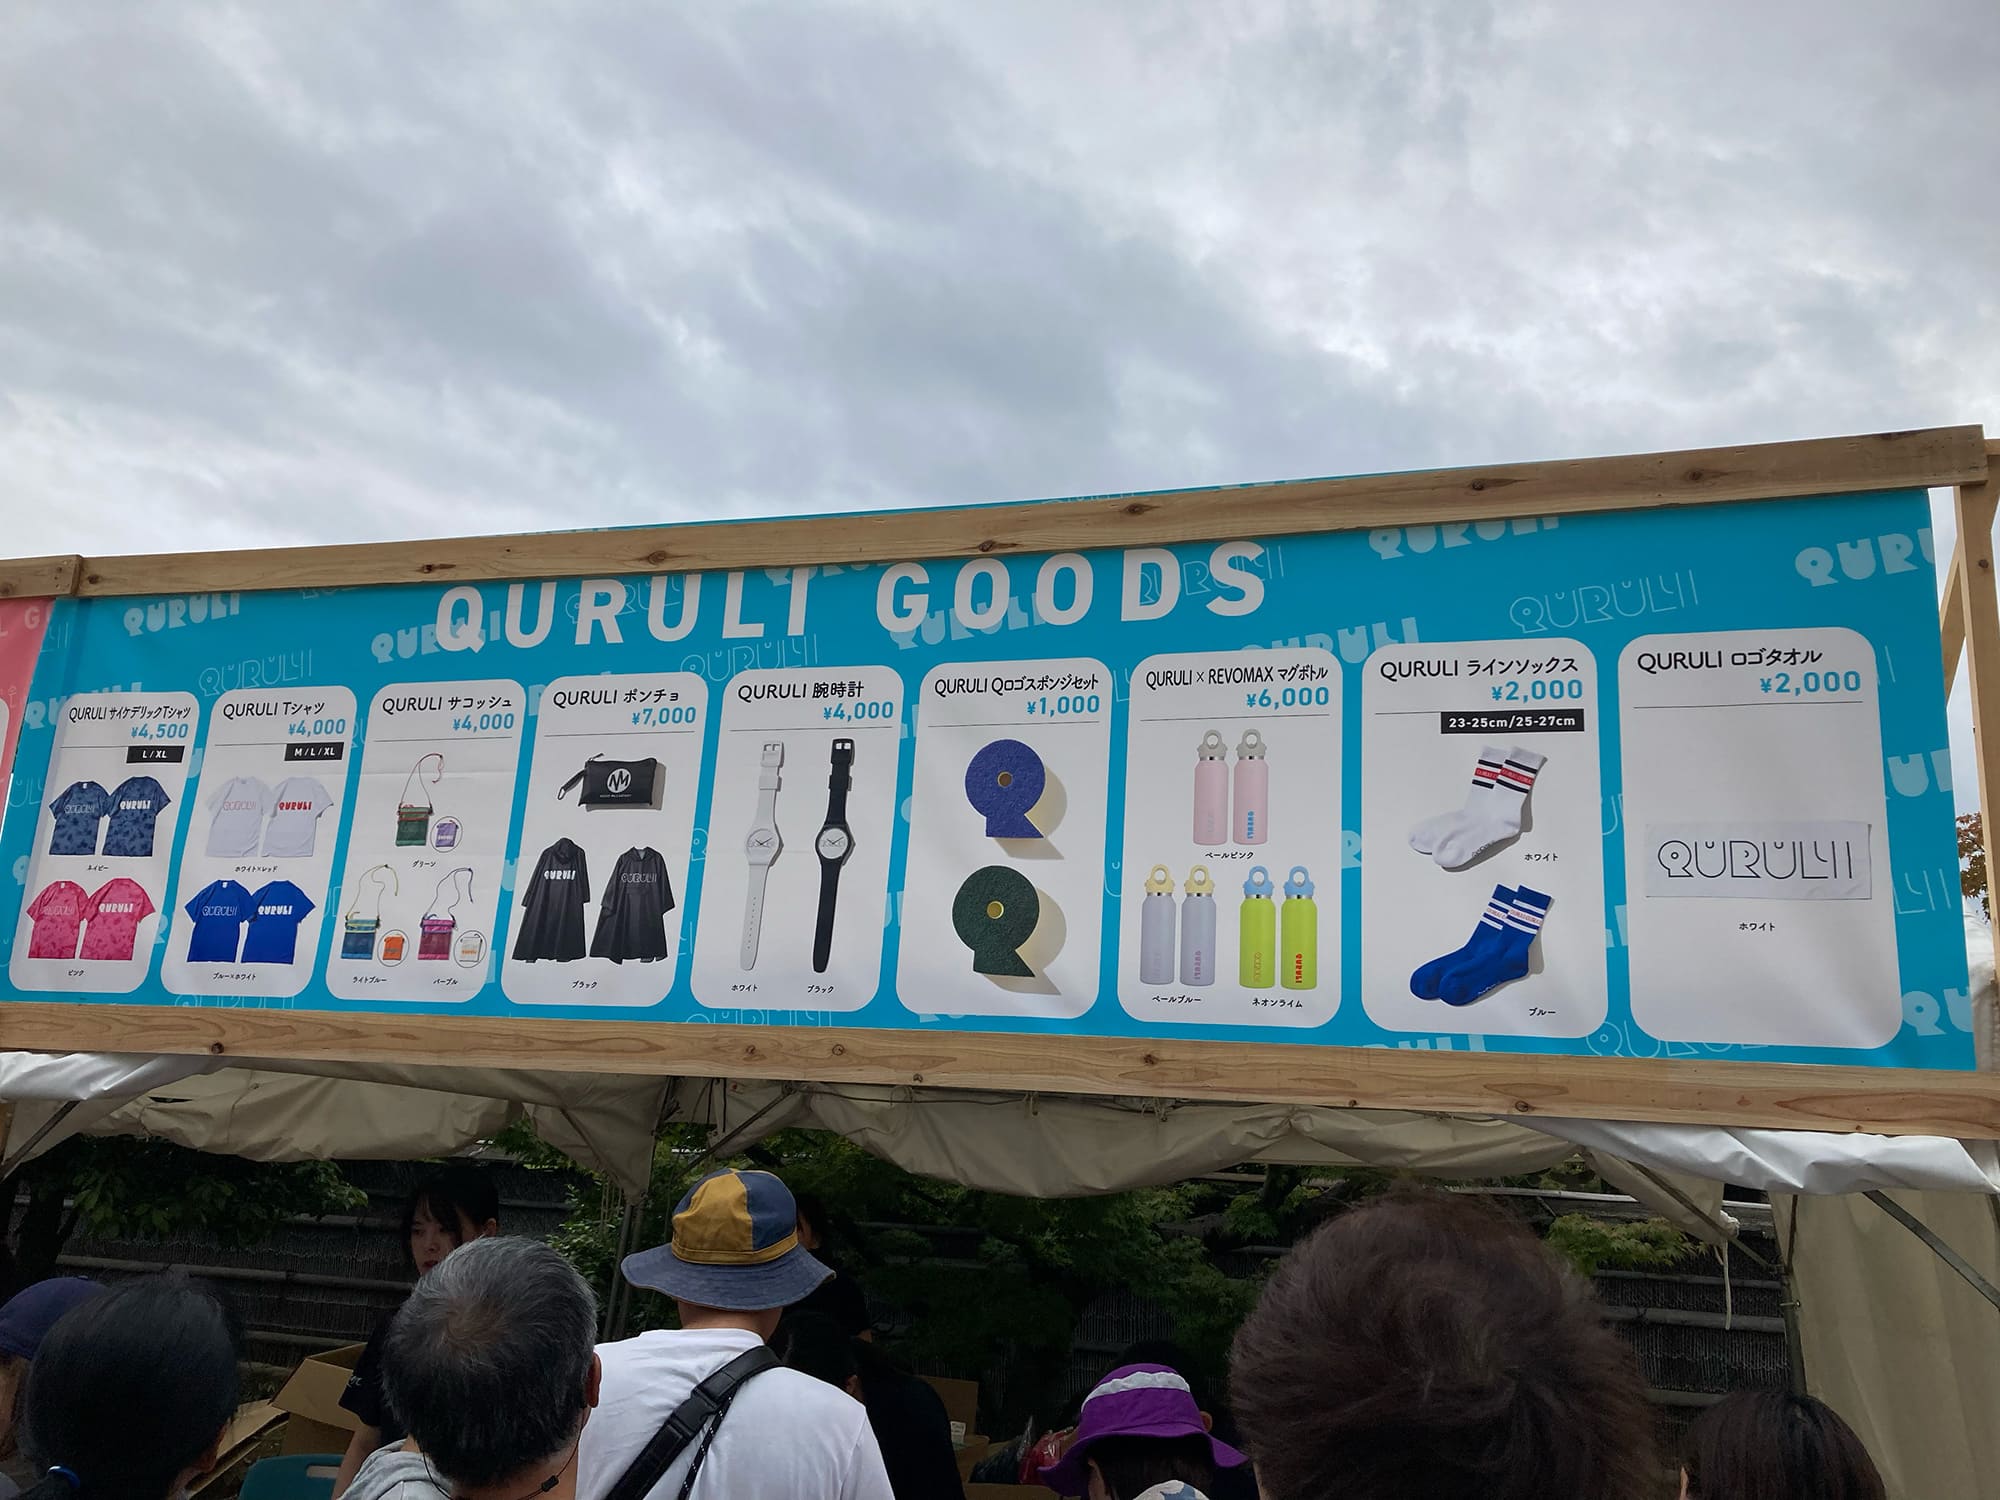 QURULI GOODS
QURULI サイケデリックTシャツ
¥4,500
L / XL
ネイビー
ピンク
QURULI Tシャツ
¥4,000
M / L / XL
ホワイト×レッド
ブルー×ホワイト
QURULI サコッシュ
¥4,000
グリーン
ライトブルー
パープル
QURULI ポンチョ
¥7,000
ブラック
QURULI 腕時計
¥4,000
ホワイト
ブラック
QURULI Qロゴスポンジセット
¥1,000
QURULI × REVOMAX マグボトル
¥6,000
ペールピンク
ペールブルー
ネオンライム
QURULI ラインソックス
¥2,000
23-25cm/25-27cm
ホワイト
ブルー
QURULI ロゴタオル
¥2,000
QURULI
ホワイト